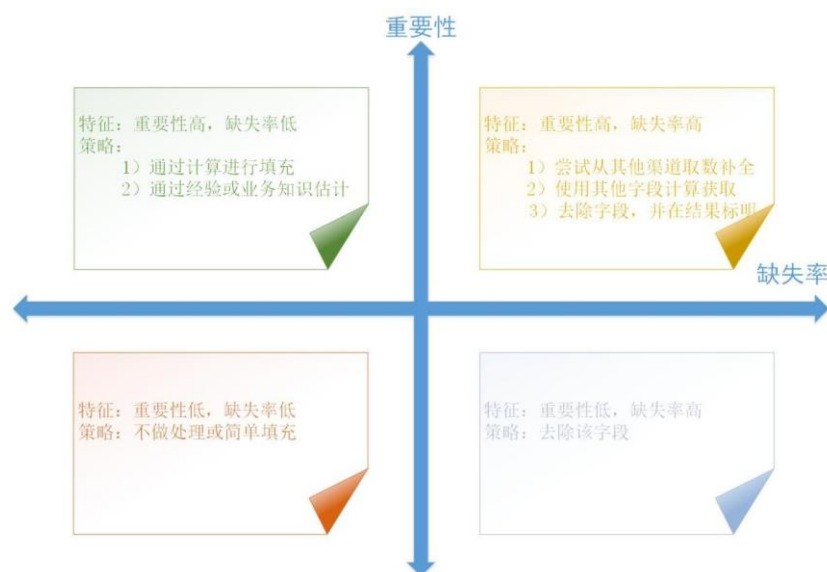 重要性
特征：重要性高，缺失率低
策略：
1）通过计算进行填充
2）通过经验或业务知识估计
特征：重要性高，缺失率高
策略：
1）尝试从其他渠道取数补全
2）使用其他字段计算获取
3）去除字段，并在结果标明
缺失率
特征：重要性低，缺失率低
策略：不做处理或简单填充
特征：重要性低，缺失率高
策略：去除该字段